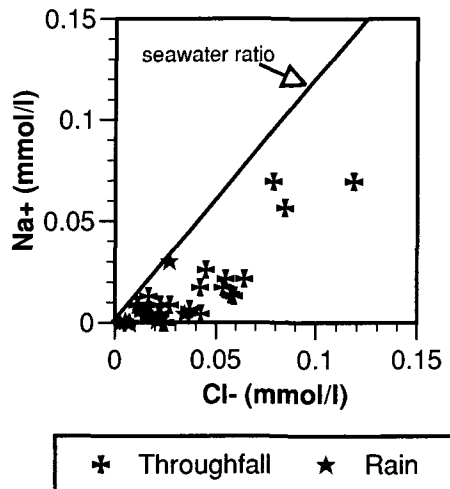 0.15
seawater ratio
0.1
Na+ (mmol/l)
0.05
0
0 0.05 0.1 0.15
Cl- (mmol/l)
Throughfall Rain